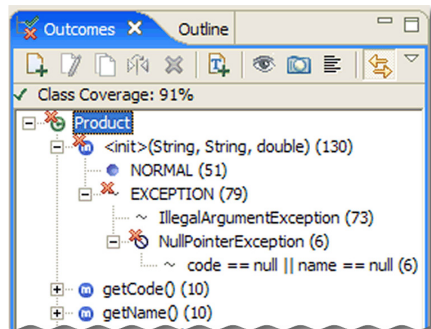 Outcomes Outline
Class Coverage: 91%
Product
<init>(String, String, double) (130)
NORMAL (51)
EXCEPTION (79)
~ IllegalArgumentException (73)
NullPointerException (6)
~ code == null || name == null (6)
getCode() (10)
getName() (10)